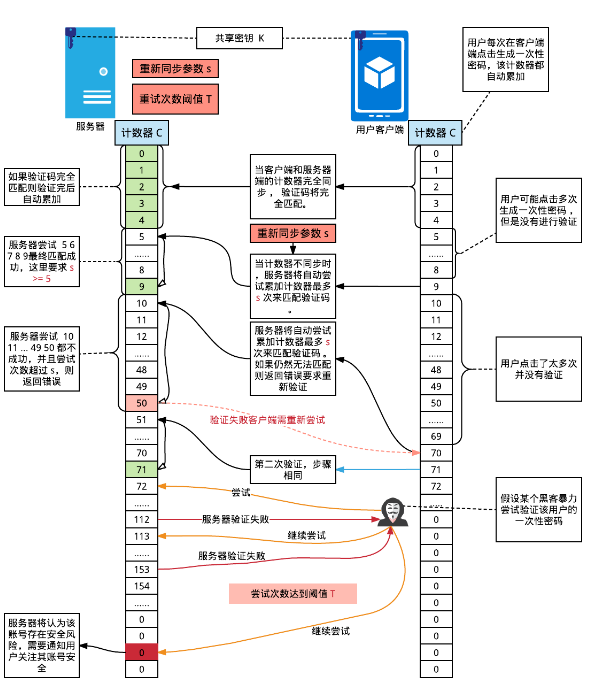 共享密钥 K
用户每次在客户端
端点击生成一次性
密码，该计数器都
自动累加
重新同步参数 s
重试次数阈值 T
服务器
用户客户端
计数器 C
计数器 C
0
1
2
3
4
5
......
8
9
10
11
12
......
48
49
50
51
......
70
71
72
......
112
113
......
153
154
......
0
0
0
0
0
1
2
3
4
5
......
8
9
10
11
12
......
48
49
50
......
69
70
71
72
......
0
0
0
0
0
0
0
0
0
0
如果验证码完全
匹配则验证完后
自动累加
当客户端和服务器
端的计数器完全同
步，验证码将完
全匹配。
用户可能点击多次
生成一次性密码，
但是没有进行验证
重新同步参数 s
服务器尝试 5 6
7 8 9最终匹配成
功，这里要求 s
>= 5
当计数器不同步时
，服务器将自动尝
试累加计数器最多
s 次来匹配验证码
。
服务器将自动尝试
累加计数器最多 s
次来匹配验证码。
如果仍然无法匹配
则返回错误要求重
新验证
服务器尝试 10
11 ... 49 50 都不
成功，并且尝试
次数超过 s，则
返回错误
用户点击了太多次
并没有验证
验证失败客户端需重新尝试
第二次验证，步骤
相同
尝试
假设某个黑客暴力
尝试验证该用户的
一次性密码
服务器验证失败
继续尝试
服务器验证失败
尝试次数达到阈值 T
继续尝试
服务器将认为该
账号存在安全风
险，需要通知用
户关注其账号安
全